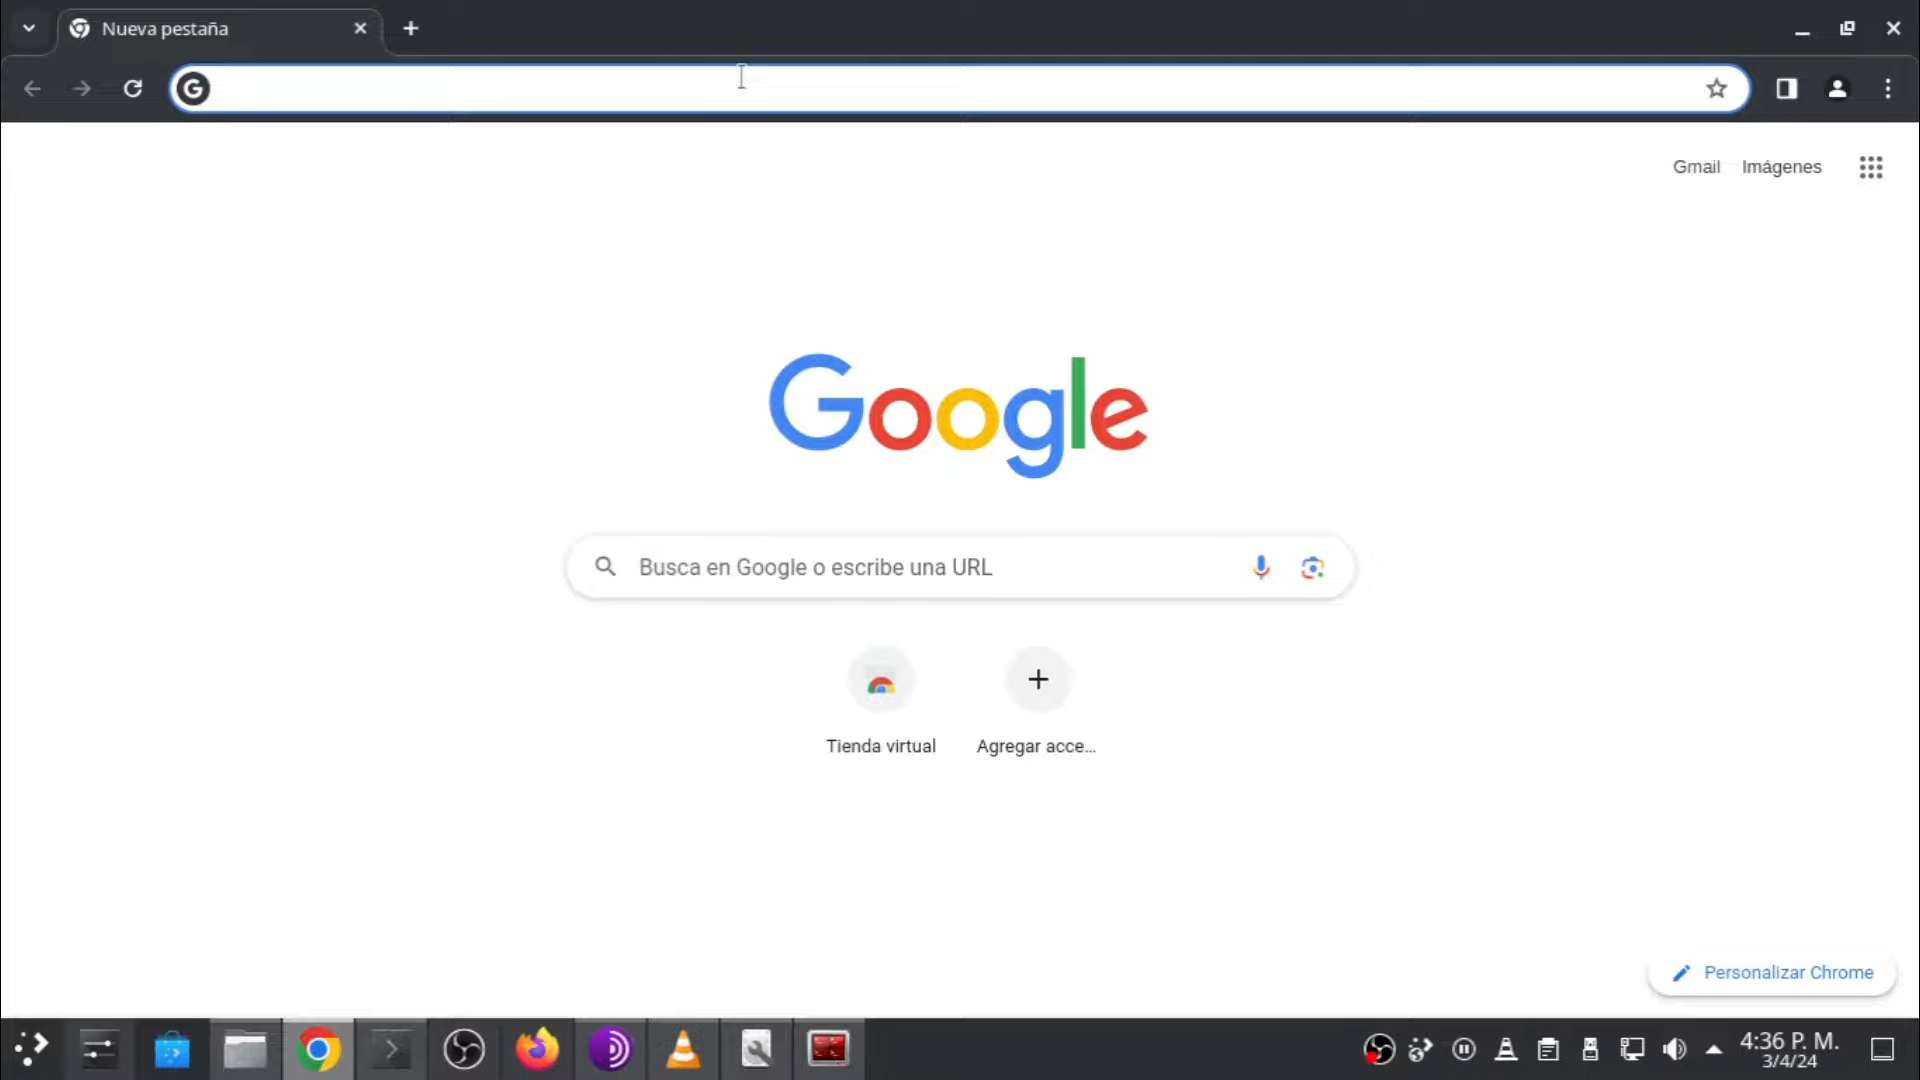 Nueva pestaña
Gmail Imágenes
Google
Busca en Google o escribe una URL
Tienda virtual Agregar acce...
Personalizar Chrome
4:36 P. M.
3/4/24